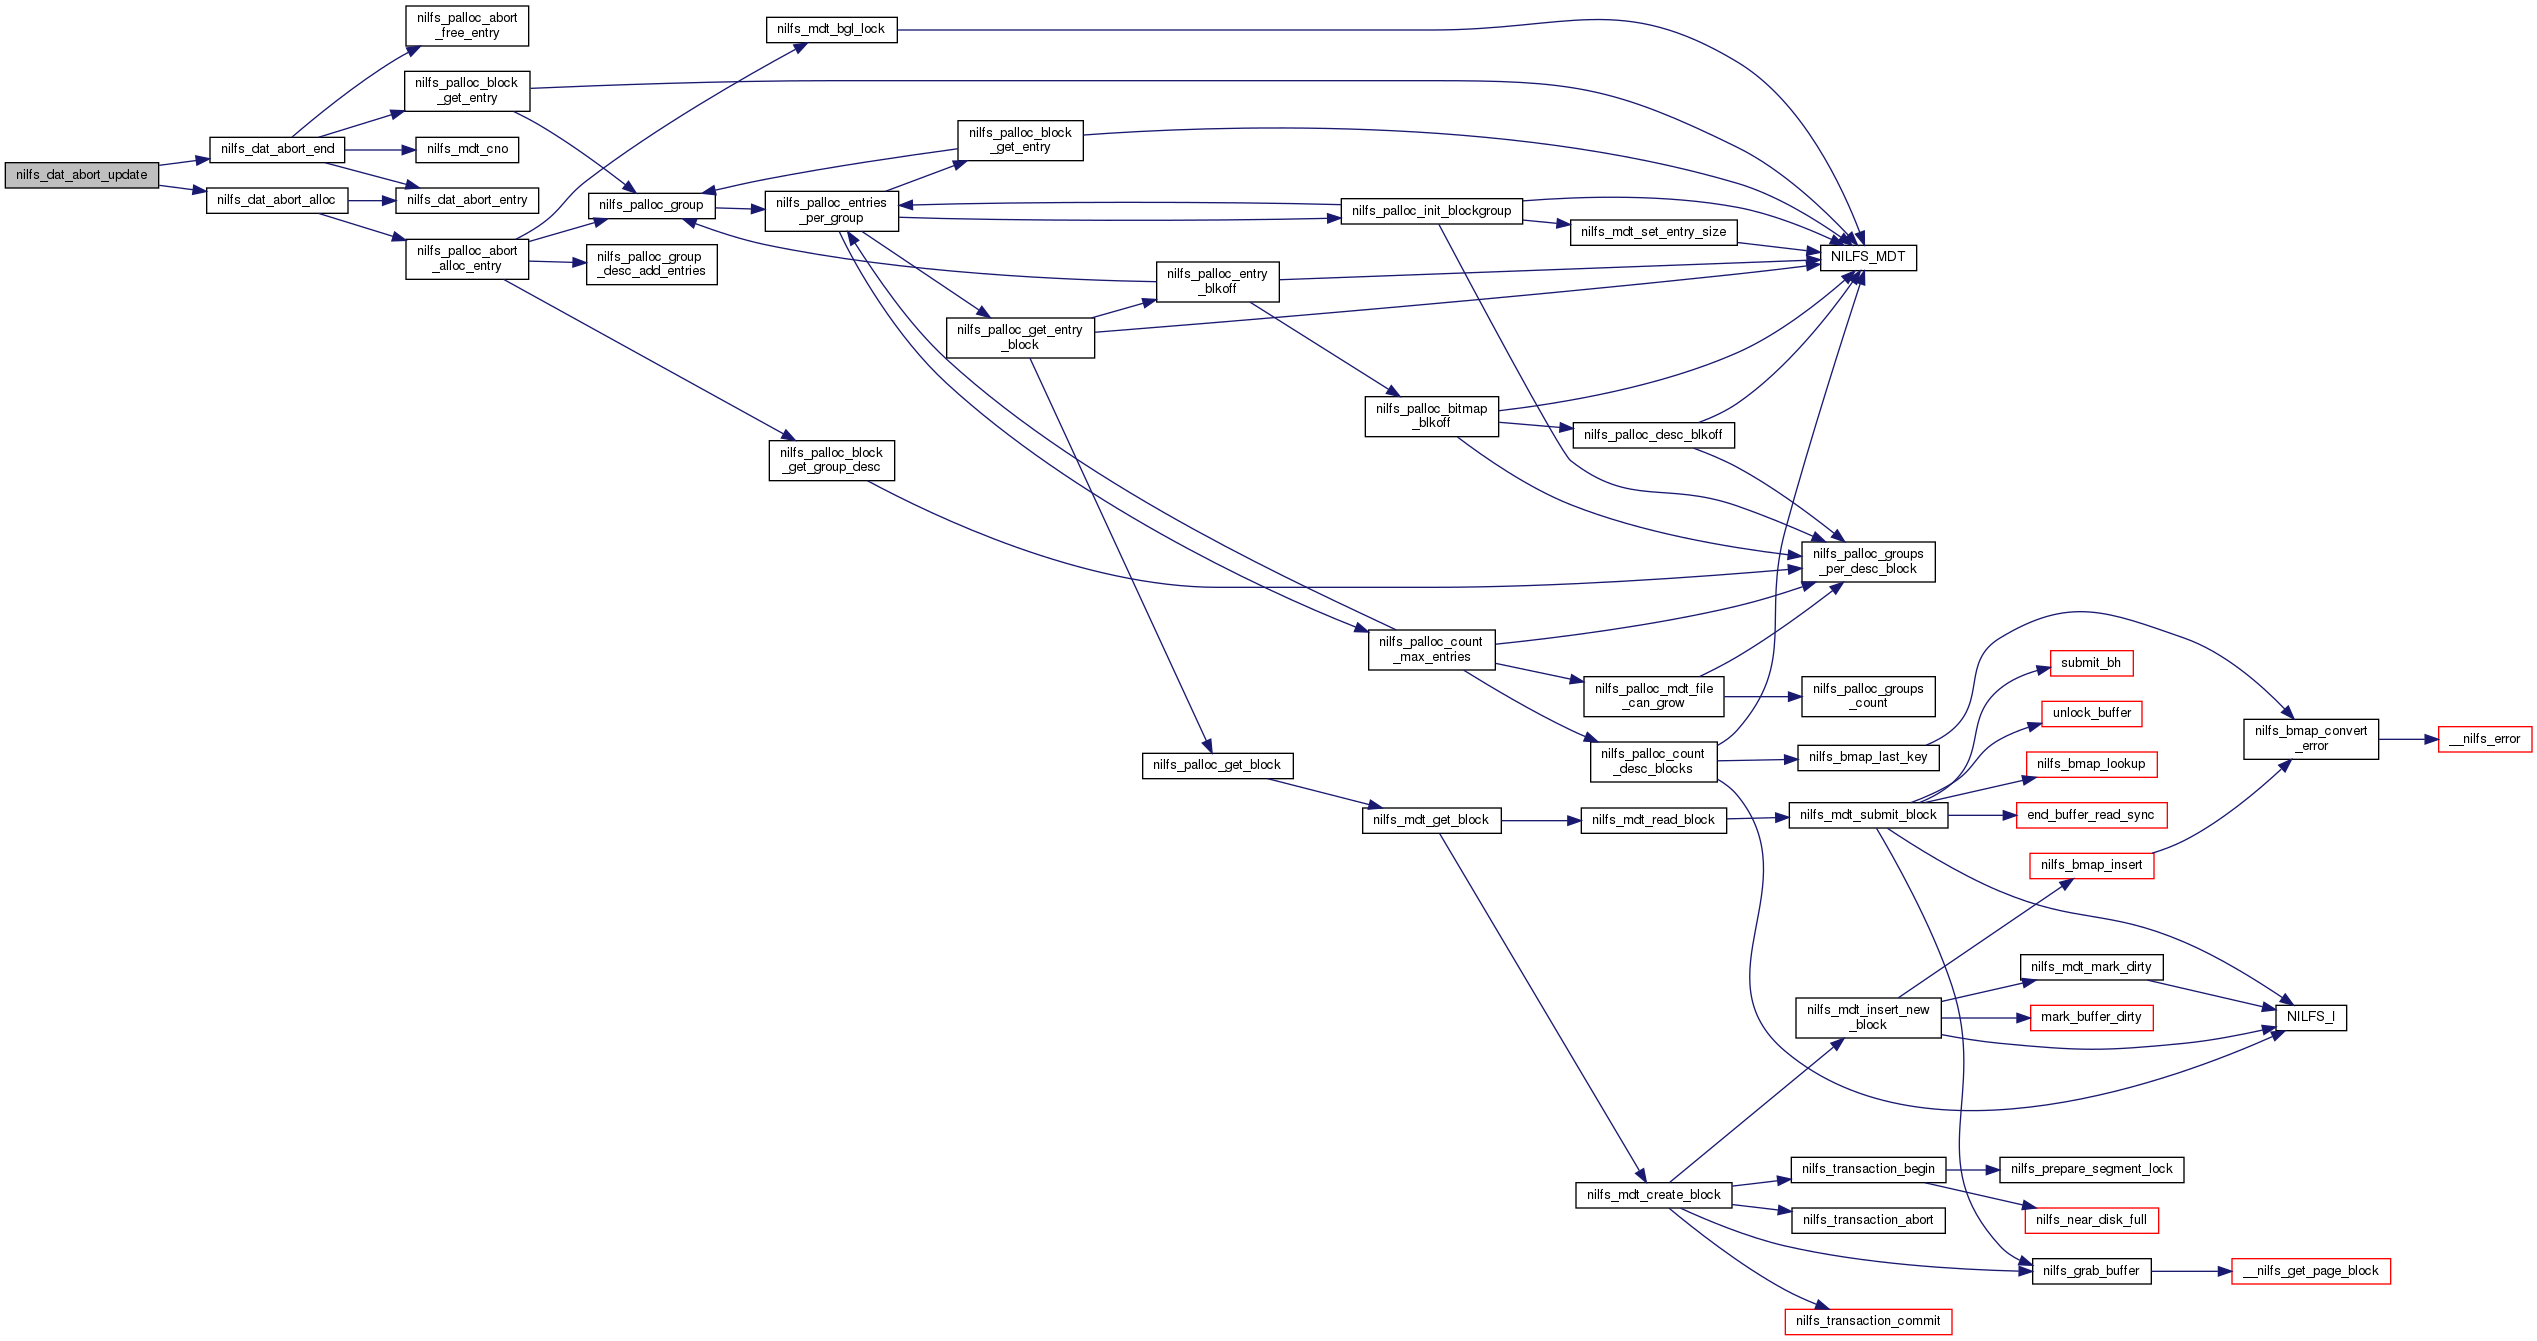 nilfs_palloc_abort
_free_entry
nilfs_mdt_bgl_lock
nilfs_palloc_block
_get_entry
nilfs_palloc_block
_get_entry
nilfs_dat_abort_end
nilfs_mdt_cno
nilfs_dat_abort_update
nilfs_dat_abort_alloc
nilfs_dat_abort_entry
nilfs_palloc_group
nilfs_palloc_entries
_per_group
nilfs_palloc_init_blockgroup
nilfs_mdt_set_entry_size
NILFS_MDT
nilfs_palloc_abort
_alloc_entry
nilfs_palloc_group
_desc_add_entries
nilfs_palloc_entry
_blkoff
nilfs_palloc_get_entry
_block
nilfs_palloc_bitmap
_blkoff
nilfs_palloc_desc_blkoff
nilfs_palloc_block
_get_group_desc
nilfs_palloc_groups
_per_desc_block
nilfs_palloc_count
_max_entries
submit_bh
nilfs_palloc_mdt_file
_can_grow
nilfs_palloc_groups
_count
unlock_buffer
nilfs_bmap_convert
_error
__nilfs_error
nilfs_palloc_get_block
nilfs_palloc_count
_desc_blocks
nilfs_bmap_last_key
nilfs_bmap_lookup
nilfs_mdt_get_block
nilfs_mdt_read_block
nilfs_mdt_submit_block
end_buffer_read_sync
nilfs_bmap_insert
nilfs_mdt_mark_dirty
nilfs_mdt_insert_new
_block
mark_buffer_dirty
NILFS_I
nilfs_mdt_create_block
nilfs_transaction_begin
nilfs_prepare_segment_lock
nilfs_transaction_abort
nilfs_near_disk_full
nilfs_grab_buffer
__nilfs_get_page_block
nilfs_transaction_commit